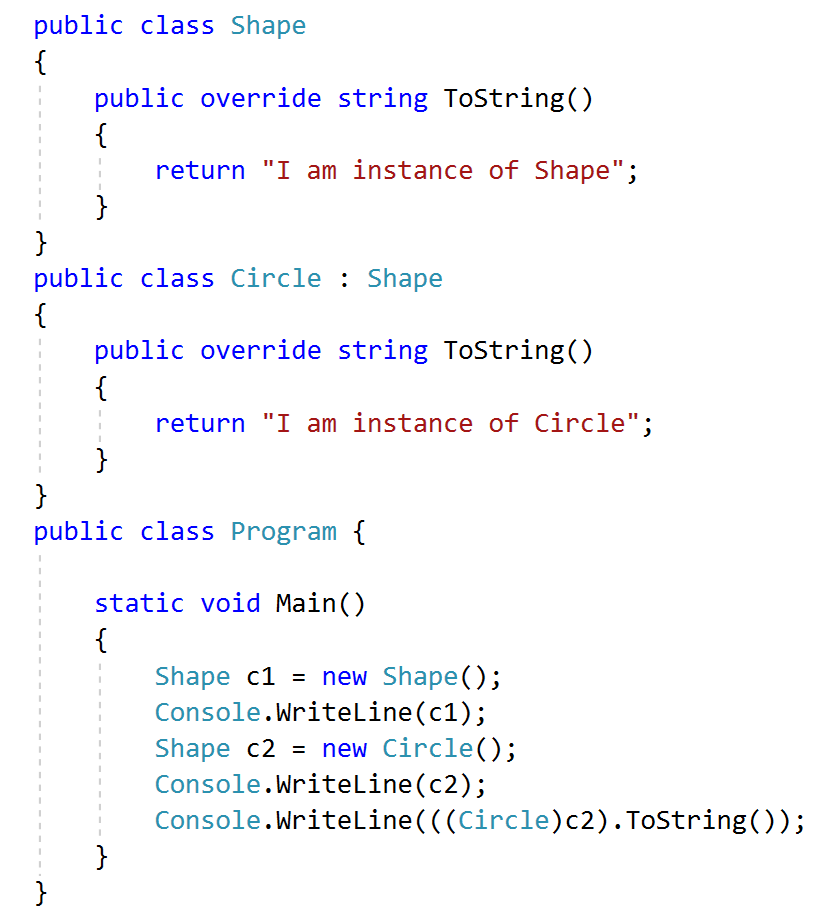 public class Shape
{
    public override string ToString()
    {
        return "I am instance of Shape";
    }
}
public class Circle : Shape
{
    public override string ToString()
    {
        return "I am instance of Circle";
    }
}
public class Program {

    static void Main()
    {
        Shape c1 = new Shape();
        Console.WriteLine(c1);
        Shape c2 = new Circle();
        Console.WriteLine(c2);
        Console.WriteLine(((Circle)c2).ToString());
    }
}